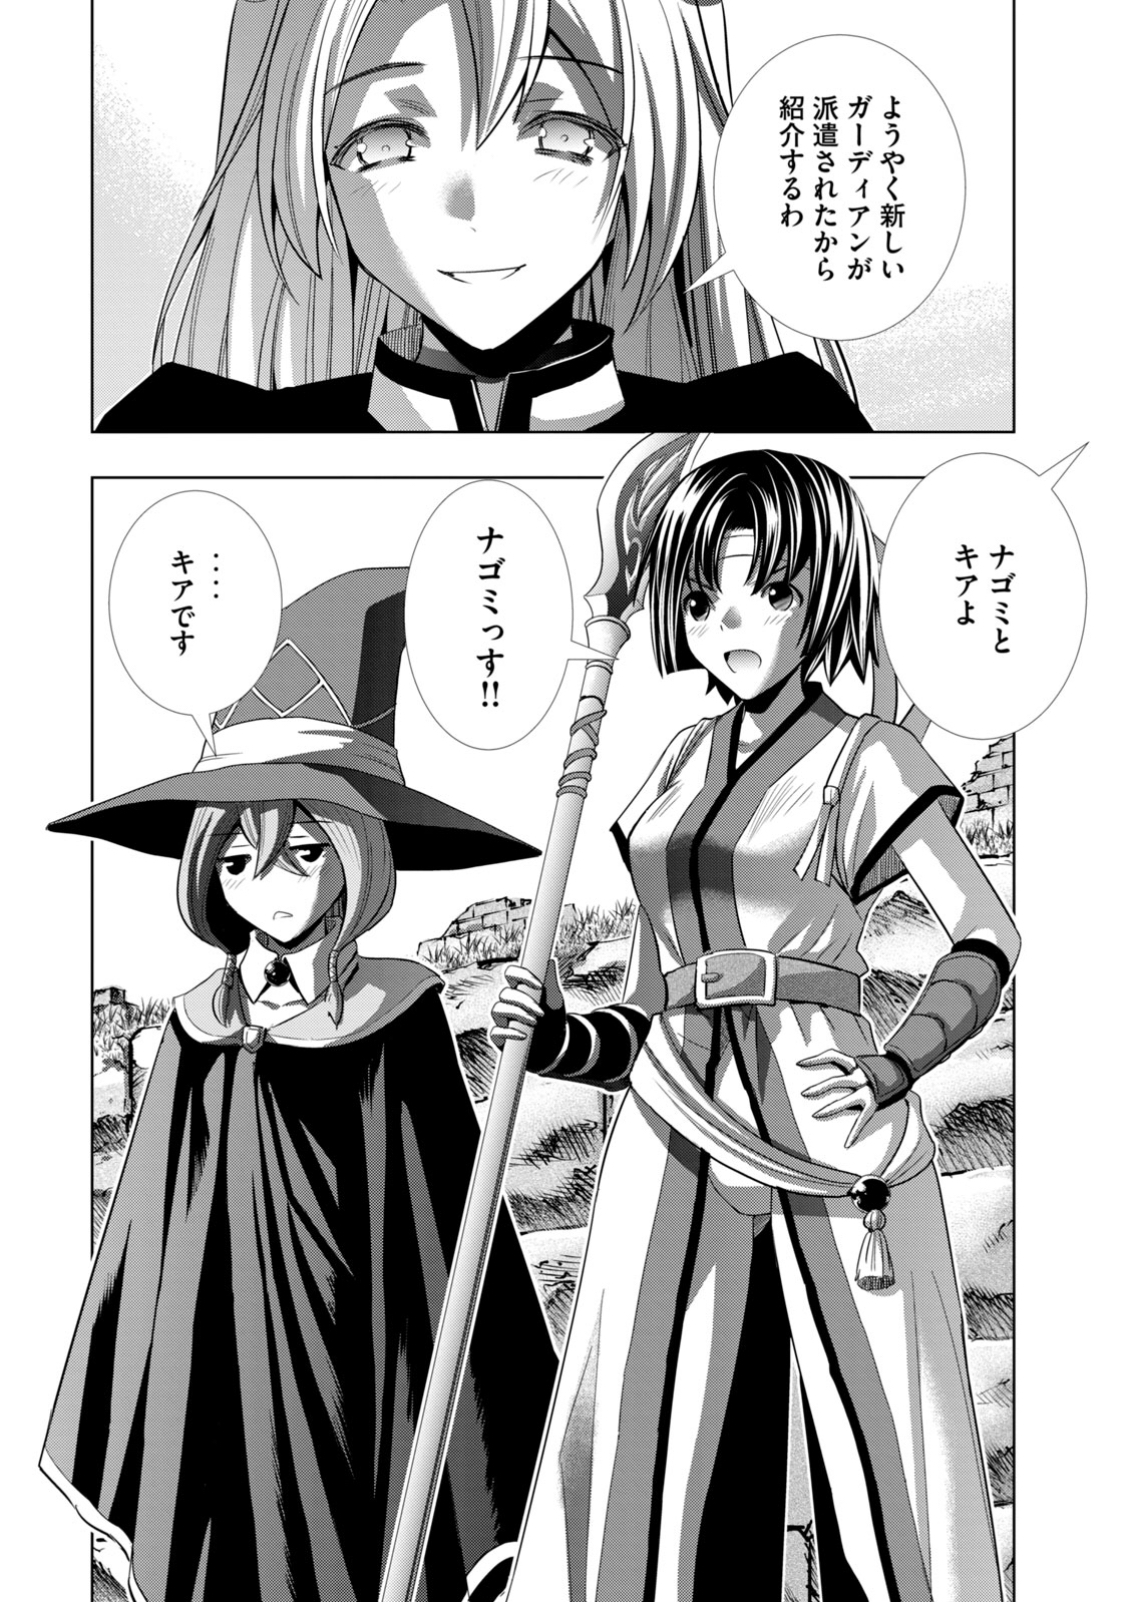 ようやく新しい
ガーディアンが
派遣されたから
紹介するわ
ナゴミと
キアよ
ナゴミっす!!
‥‥
キアです